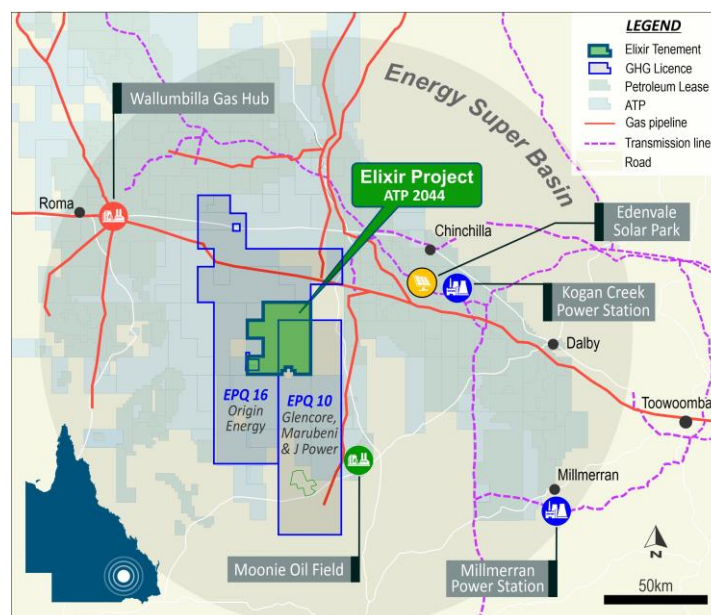 LEGEND
Elixir Tenement
GHG Licence
Petroleum Lease
ATP
Gas pipeline
Transmission line
Road
Energy Super Basin
Wallumbilla Gas Hub
Elixir Project
ATP 2044
Roma
Chinchilla
Edenvale
Solar Park
Kogan Creek
Power Station
Dalby
Toowoomba
EPQ 16
Origin
Energy
EPQ 10
Glencore,
Marubeni
& J Power
Millmerran
Moonie Oil Field
Millmerran
Power Station
N
50km